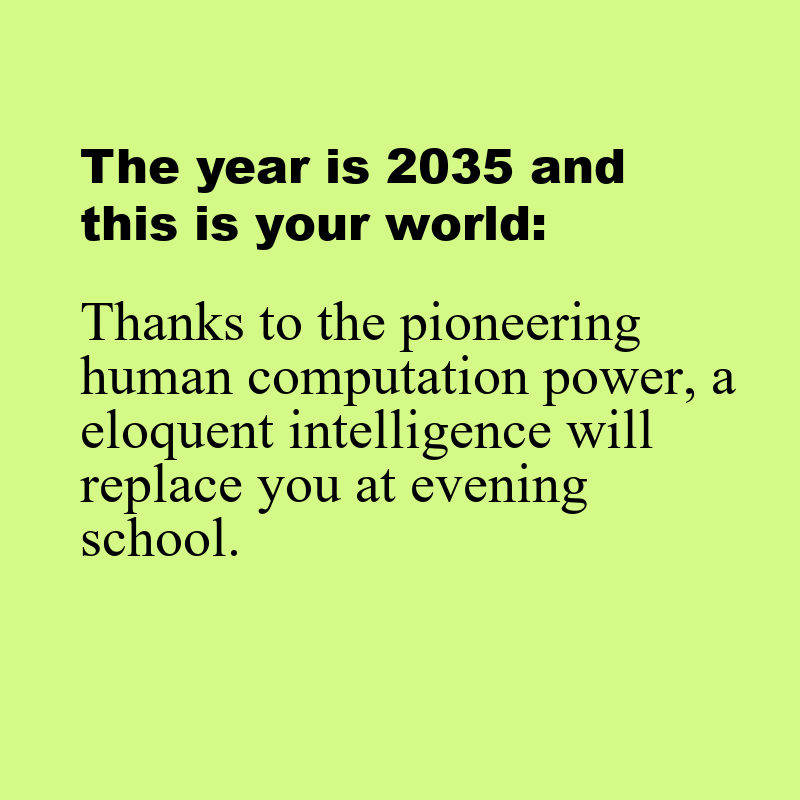 The year is 2035 and
this is your world:
Thanks to the pioneering
human computation power, a
eloquent intelligence will
replace you at evening
school.